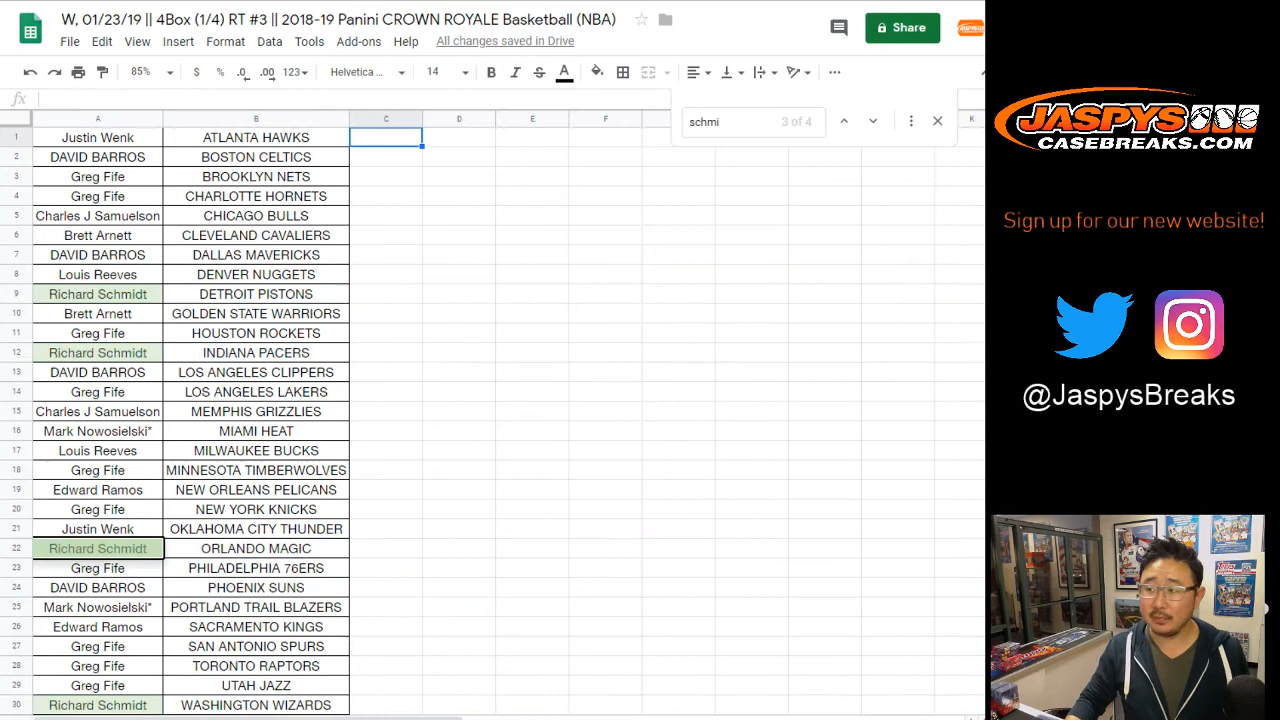 W, 01/23/19 || 4Box (1/4) RT #3 || 2018-19 Panini CROWN ROYALE Basketball (NBA)
File Edit View Insert Format Data Tools Add-ons Help All changes saved in Drive
Share
85% $ % .0 .00 123 Helvetica ... 14 B I S A
fx
schmi 3 of 4
A B C D E F K
1 Justin Wenk ATLANTA HAWKS
2 DAVID BARROS BOSTON CELTICS
3 Greg Fife BROOKLYN NETS
4 Greg Fife CHARLOTTE HORNETS
5 Charles J Samuelson CHICAGO BULLS
6 Brett Arnett CLEVELAND CAVALIERS
7 DAVID BARROS DALLAS MAVERICKS
8 Louis Reeves DENVER NUGGETS
9 Richard Schmidt DETROIT PISTONS
10 Brett Arnett GOLDEN STATE WARRIORS
11 Greg Fife HOUSTON ROCKETS
12 Richard Schmidt INDIANA PACERS
13 DAVID BARROS LOS ANGELES CLIPPERS
14 Greg Fife LOS ANGELES LAKERS
15 Charles J Samuelson MEMPHIS GRIZZLIES
16 Mark Nowosielski* MIAMI HEAT
17 Louis Reeves MILWAUKEE BUCKS
18 Greg Fife MINNESOTA TIMBERWOLVES
19 Edward Ramos NEW ORLEANS PELICANS
20 Greg Fife NEW YORK KNICKS
21 Justin Wenk OKLAHOMA CITY THUNDER
22 Richard Schmidt ORLANDO MAGIC
23 Greg Fife PHILADELPHIA 76ERS
24 DAVID BARROS PHOENIX SUNS
25 Mark Nowosielski* PORTLAND TRAIL BLAZERS
26 Edward Ramos SACRAMENTO KINGS
27 Greg Fife SAN ANTONIO SPURS
28 Greg Fife TORONTO RAPTORS
29 Greg Fife UTAH JAZZ
30 Richard Schmidt WASHINGTON WIZARDS
JASPYS
CASEBREAKS.COM
Sign up for our new website!
@JaspysBreaks